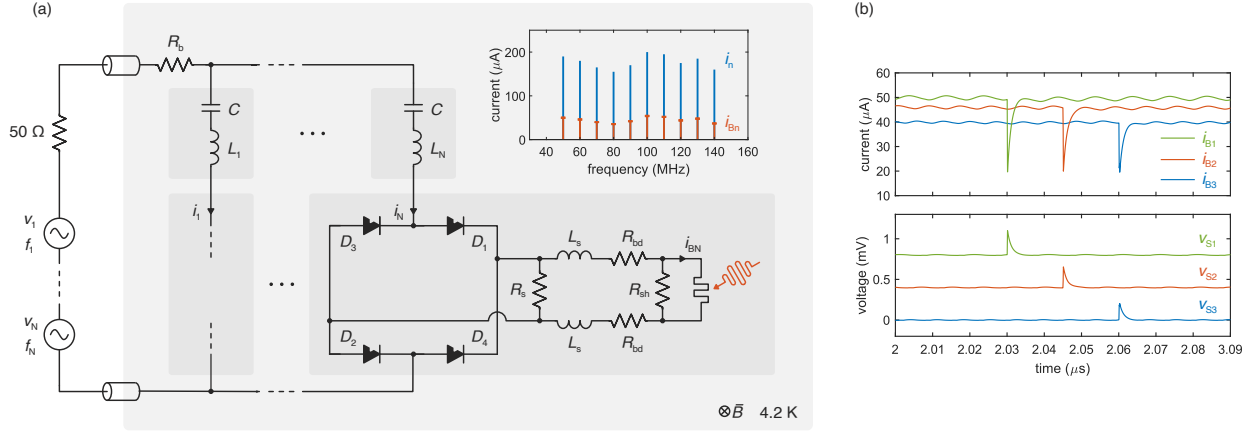 (a)
R_b
C
C
50 Ω
L_1
L_N
v_1
f_1
v_N
f_N
i_1
i_N
D_3
D_1
D_2
D_4
R_s
L_s
R_bd
i_BN
R_sh
L_s
R_bd
⊗B̄ 4.2 K
current (µA)
200
100
0
i_n
i_Bn
40 60 80 100 120 140 160
frequency (MHz)
(b)
current (µA)
60
50
40
30
20
10
i_B1
i_B2
i_B3
voltage (mV)
1
0.5
0
v_S1
v_S2
v_S3
2 2.01 2.02 2.03 2.04 2.05 2.06 2.07 2.08 3.09
time (µs)